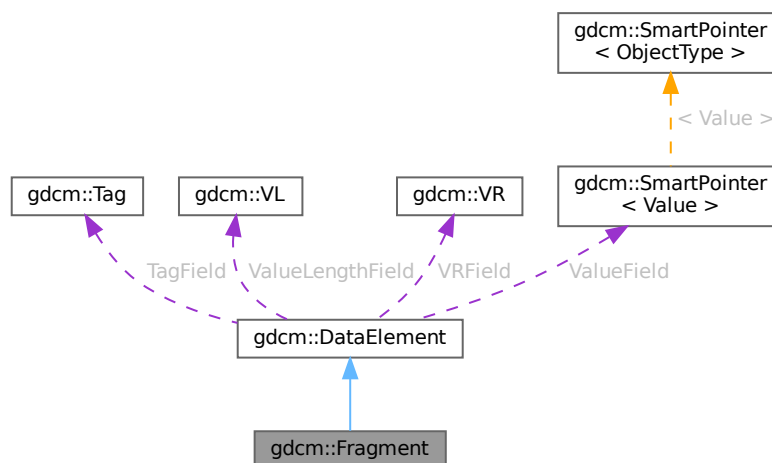 gdcm::SmartPointer
< ObjectType >
< Value >
gdcm::Tag
gdcm::VL
gdcm::VR
gdcm::SmartPointer
< Value >
TagField
ValueLengthField
VRField
ValueField
gdcm::DataElement
gdcm::Fragment